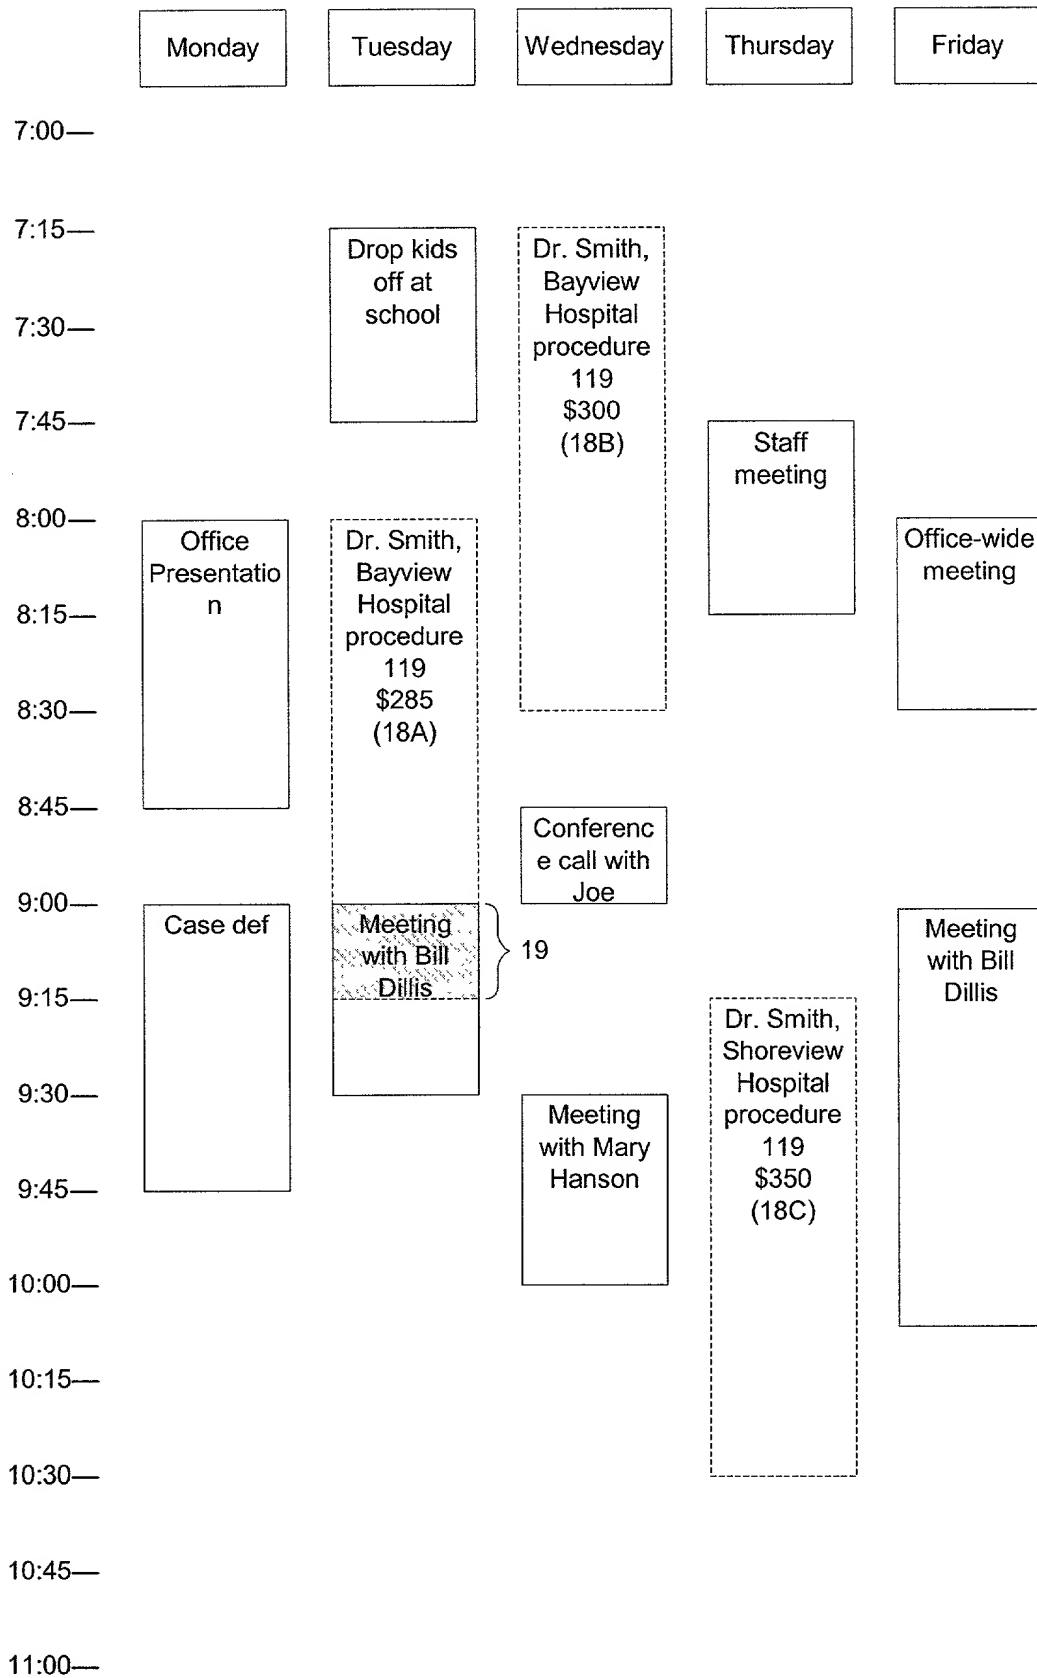 Monday
Tuesday
Wednesday
Thursday
Friday
7:00
7:15
7:30
7:45
8:00
8:15
8:30
8:45
9:00
9:15
9:30
9:45
10:00
10:15
10:30
10:45
11:00
Office
Presentatio
n
Case def
Drop kids
off at
school
Dr. Smith,
Bayview
Hospital
procedure
119
$285
(18A)
Meeting
with Bill
Dillis
19
Dr. Smith,
Bayview
Hospital
procedure
119
$300
(18B)
Conferenc
e call with
Joe
Meeting
with Mary
Hanson
Staff
meeting
Dr. Smith,
Shoreview
Hospital
procedure
119
$350
(18C)
Office-wide
meeting
Meeting
with Bill
Dillis